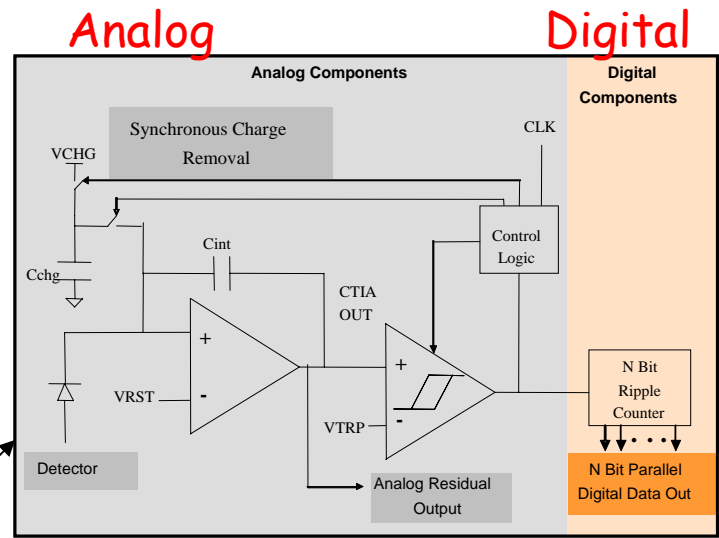 Analog
Digital
Analog Components
Digital
Components
Synchronous Charge
Removal
CLK
VCHG
Control
Logic
Cint
Cchg
CTIA
OUT
+
-
VRST
+
-
VTRP
N Bit
Ripple
Counter
Detector
Analog Residual
Output
N Bit Parallel
Digital Data Out